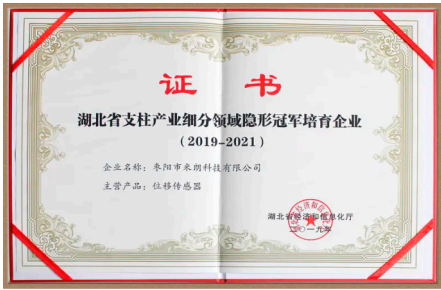 证书
湖北省支柱产业细分领域隐形冠军培育企业
(2019-2021)
企业名称：枣阳市米朗科技有限公司
主营产品：位移传感器
湖北省经济和信息化厅
二〇一九年